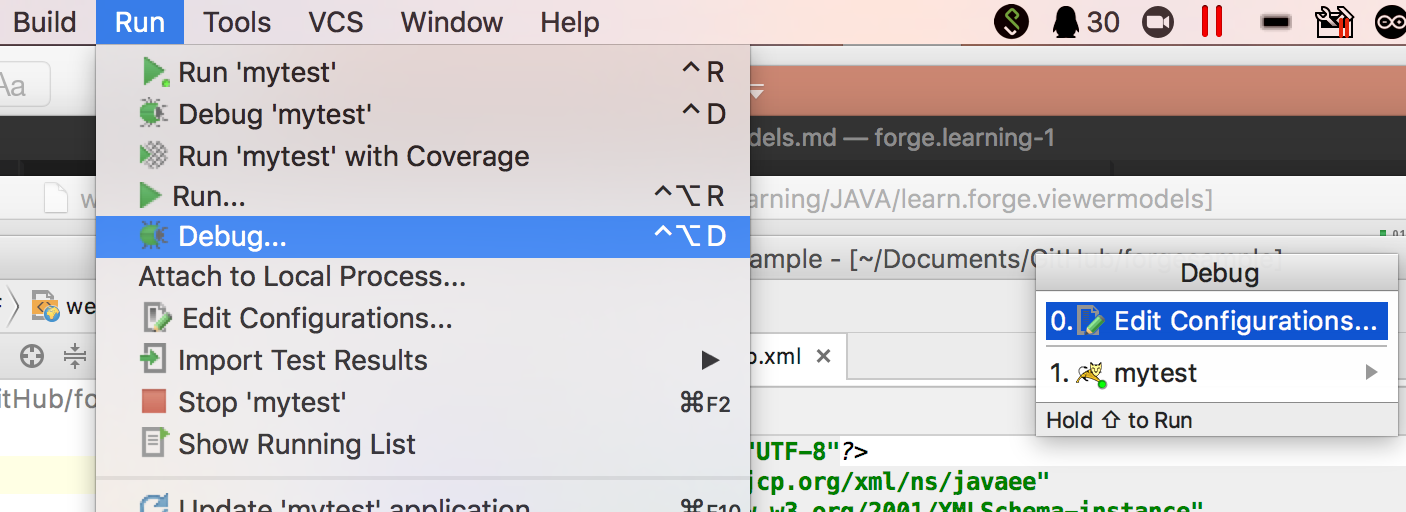 Build Run Tools VCS Window Help 30
Aa
Run 'mytest' ^ R
Debug 'mytest' ^ D
Run 'mytest' with Coverage
Run... ^⌥ R
Debug... ^⌥ D
Attach to Local Process...
Edit Configurations...
Import Test Results ▶
Stop 'mytest' ⌘F2
Show Running List
Update 'mytest' application ⌘F10
dels.md — forge.learning-1
w
arning/JAVA/learn.forge.viewermodels]
ample - [~/Documents/GitHub/forgesample]
we
.xml ×
itHub/fo
"UTF-8"?>
jcp.org/xml/ns/javaee"
w3.org/2001/XMLSchema-instance"
Debug
0. Edit Configurations...
1. mytest
Hold ⇧ to Run